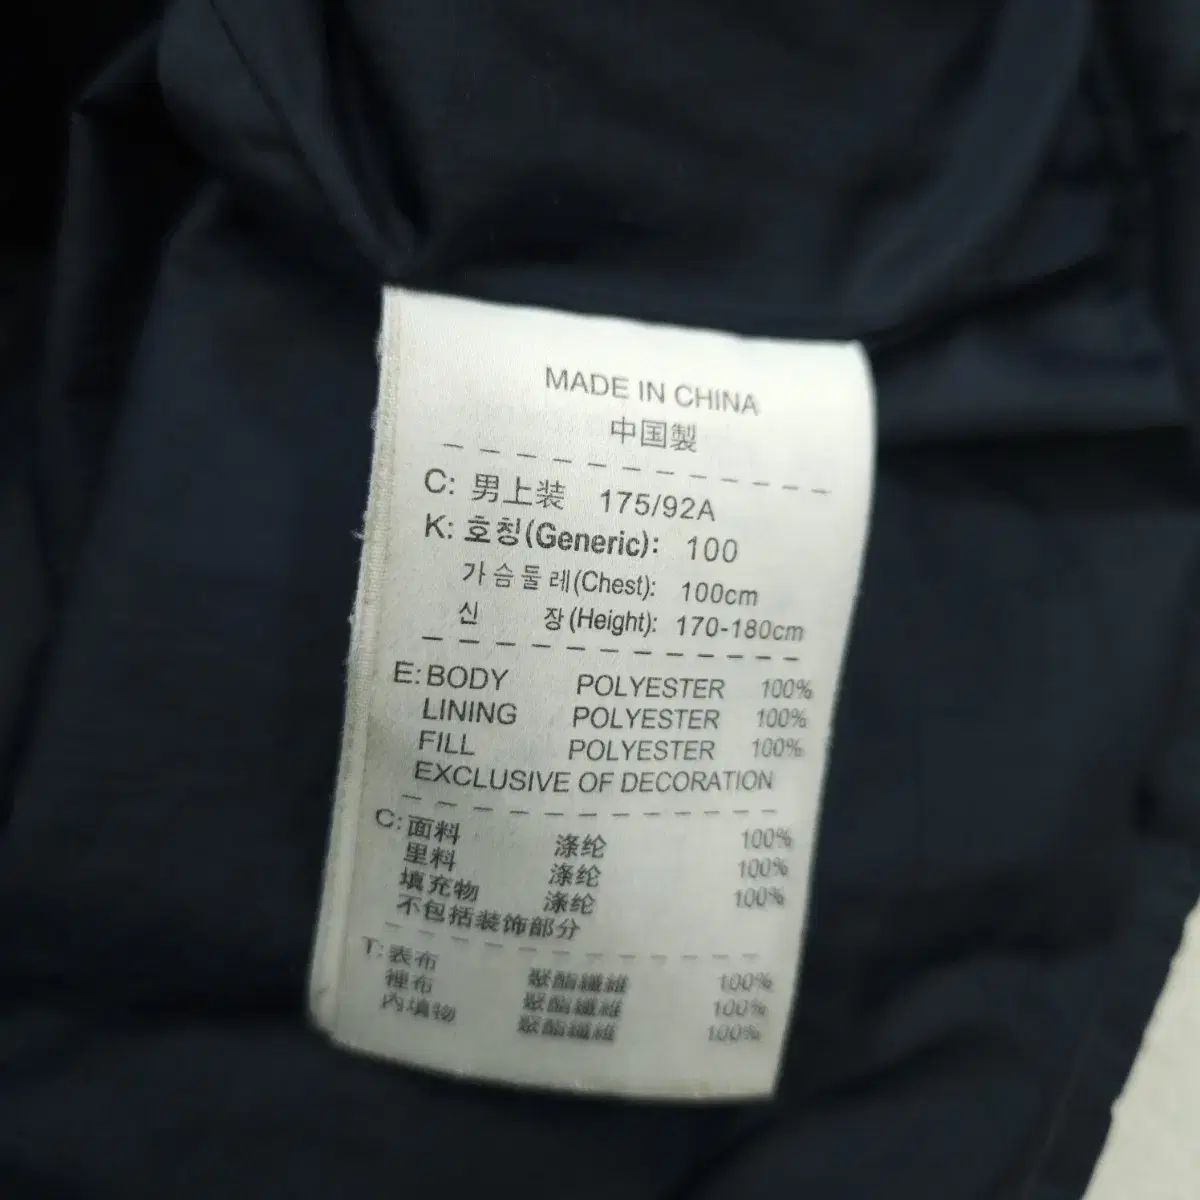 MADE IN CHINA
中国製
C: 男上装 175/92A
K: 호칭(Generic): 100
가슴둘레(Chest): 100cm
신 장(Height): 170-180cm
E: BODY POLYESTER 100%
LINING POLYESTER 100%
FILL POLYESTER 100%
EXCLUSIVE OF DECORATION
C: 面料 涤纶 100%
里料 涤纶 100%
填充物 涤纶 100%
不包括装饰部分
T: 表布 聚酯纖維 100%
裡布 聚酯纖維 100%
內填物 聚酯纖維 100%